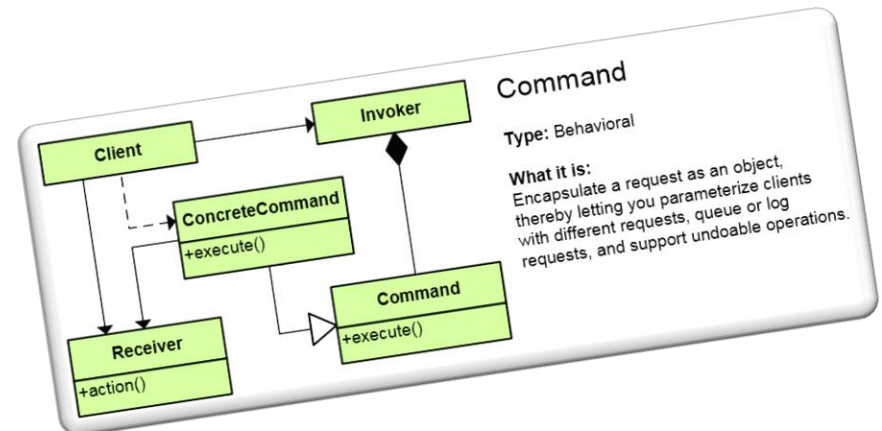 Command
Type: Behavioral
What it is:
Encapsulate a request as an object,
thereby letting you parameterize clients
with different requests, queue or log
requests, and support undoable operations.
Client
Invoker
ConcreteCommand
+execute()
Command
+execute()
Receiver
+action()